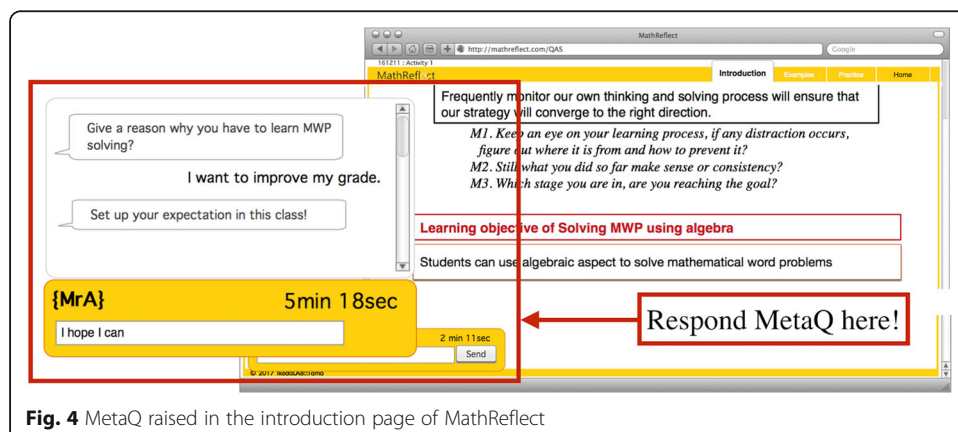 MathReflect
http://mathreflect.com/QAS
Google
161211 : Activity 1
MathReflect
Introduction
Examples
Practice
Home
Frequently monitor our own thinking and solving process will ensure that
our strategy will converge to the right direction.
M1. Keep an eye on your learning process, if any distraction occurs,
figure out where it is from and how to prevent it?
M2. Still what you did so far make sense or consistency?
M3. Which stage you are in, are you reaching the goal?
Learning objective of Solving MWP using algebra
Students can use algebraic aspect to solve mathematical word problems
Give a reason why you have to learn MWP
solving?
I want to improve my grade.
Set up your expectation in this class!
{MrA}
5min 18sec
I hope I can
2 min 11sec
Send
Respond MetaQ here!
© 2017
Fig. 4 MetaQ raised in the introduction page of MathReflect